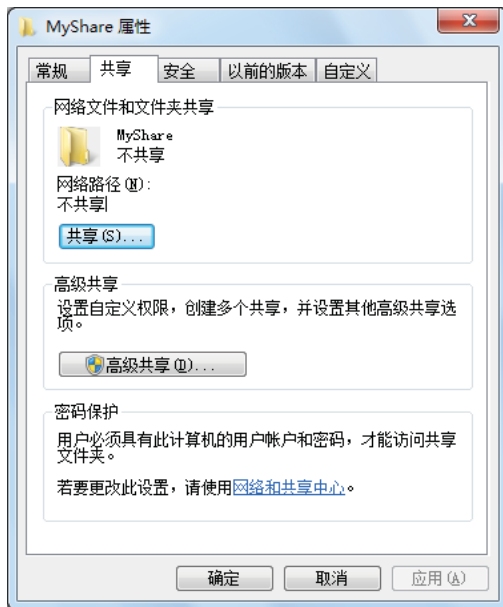 MyShare 属性
常规 共享 安全 以前的版本 自定义
网络文件和文件夹共享
MyShare
不共享
网络路径(N):
不共享
共享(S)...
高级共享
设置自定义权限，创建多个共享，并设置其他高级共享选
项。
高级共享(D)...
密码保护
用户必须具有此计算机的用户帐户和密码，才能访问共享
文件夹。
若要更改此设置，请使用网络和共享中心。
确定 取消 应用(A)